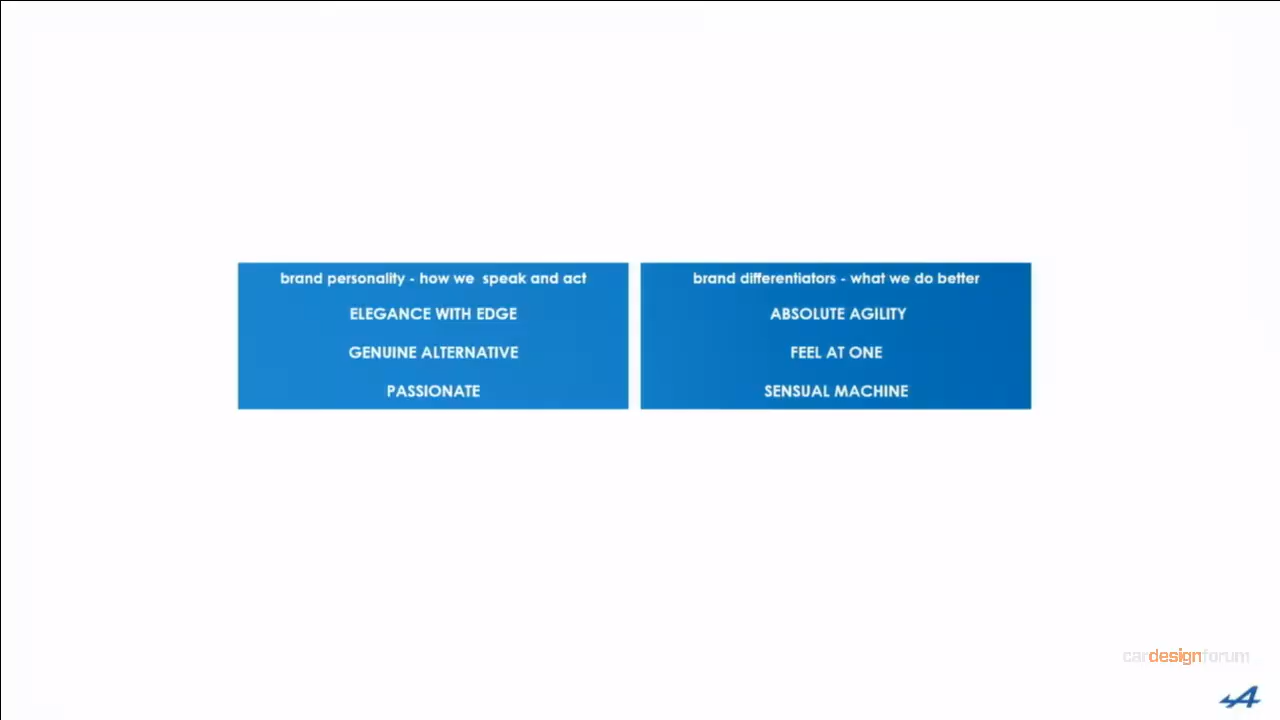 brand personality - how we speak and act
ELEGANCE WITH EDGE
GENUINE ALTERNATIVE
PASSIONATE
brand differentiators - what we do better
ABSOLUTE AGILITY
FEEL AT ONE
SENSUAL MACHINE
cardesignforum